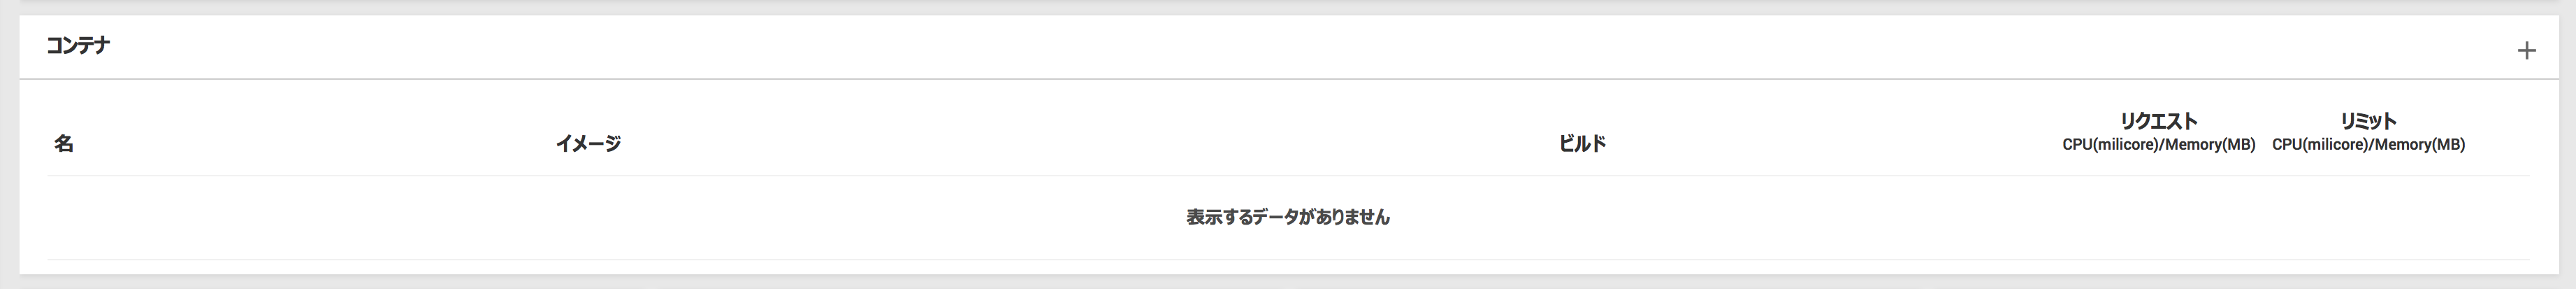 コンテナ
名 イメージ ビルド リクエスト リミット
CPU(milicore)/Memory(MB) CPU(milicore)/Memory(MB)
表示するデータがありません